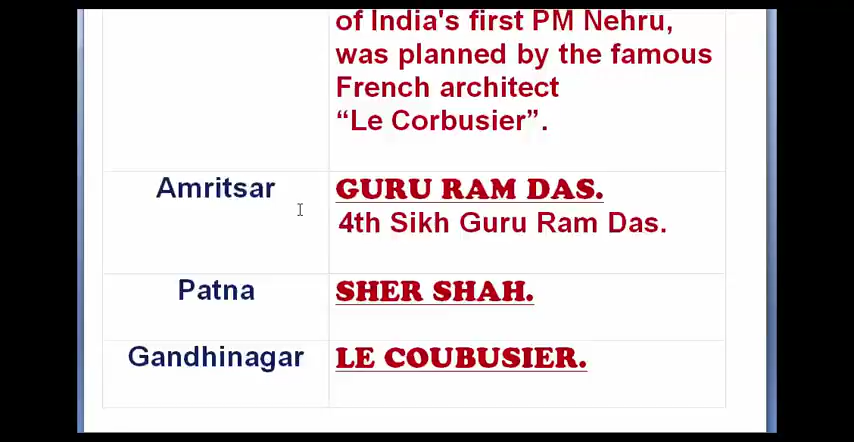 of India's first PM Nehru,
was planned by the famous
French architect
“Le Corbusier”.
Amritsar
GURU RAM DAS.
4th Sikh Guru Ram Das.
Patna
SHER SHAH.
Gandhinagar
LE COUBUSIER.